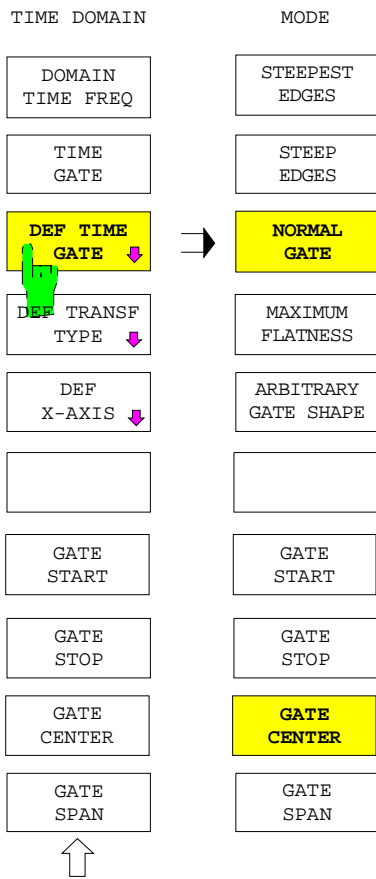 TIME DOMAIN
DOMAIN
TIME FREQ
TIME
GATE
DEF TIME
GATE
DEF TRANSF
TYPE
DEF
X-AXIS
GATE
START
GATE
STOP
GATE
CENTER
GATE
SPAN
MODE
STEEPEST
EDGES
STEEP
EDGES
NORMAL
GATE
MAXIMUM
FLATNESS
ARBITRARY
GATE SHAPE
GATE
START
GATE
STOP
GATE
CENTER
GATE
SPAN